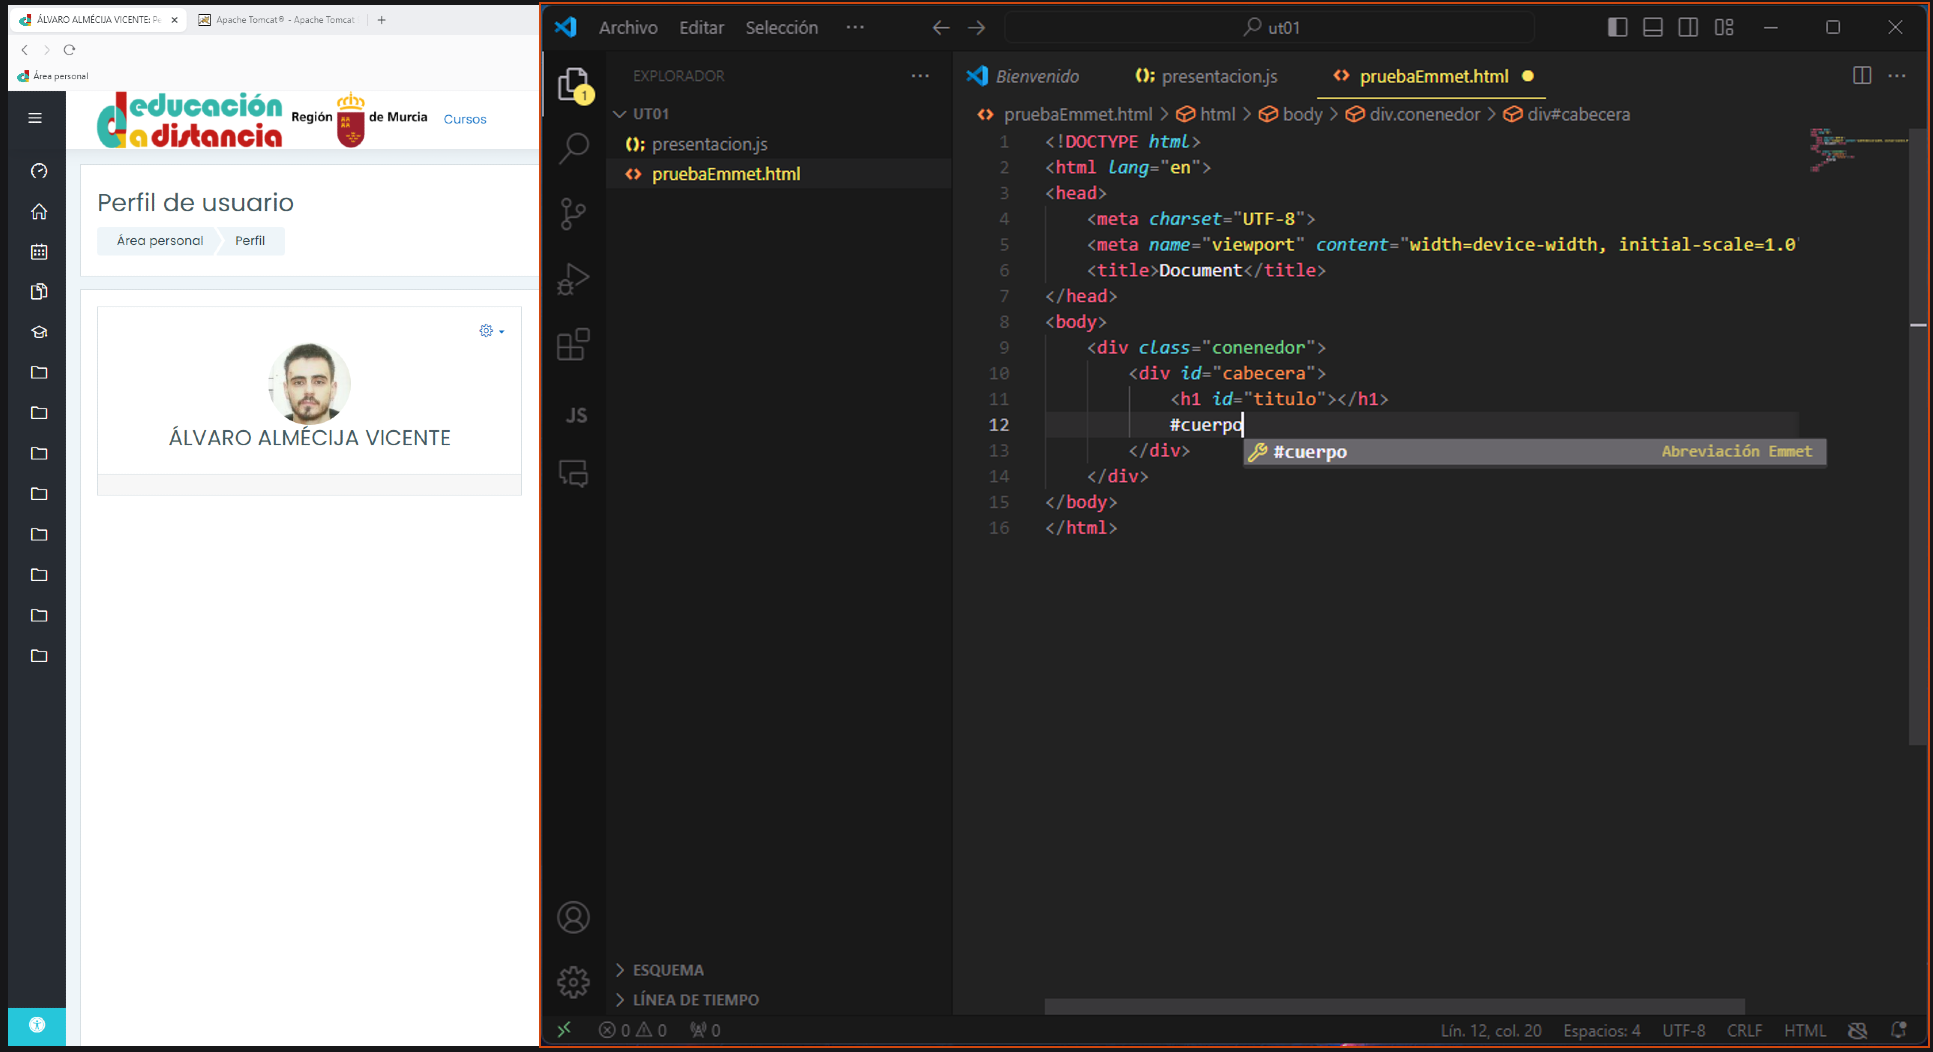 ÁLVARO ALMÉCIJA VICENTE: Pe
Apache Tomcat® - Apache Tomcat
Área personal
educación
a distancia
Región de Murcia
Cursos
Perfil de usuario
Área personal
Perfil
ÁLVARO ALMÉCIJA VICENTE
Archivo Editar Selección ···
ut01
EXPLORADOR ···
UT01
(); presentacion.js
<> pruebaEmmet.html
1
JS
ESQUEMA
LÍNEA DE TIEMPO
Bienvenido
(); presentacion.js
<> pruebaEmmet.html
<> pruebaEmmet.html > html > body > div.conenedor > div#cabecera
1 <!DOCTYPE html>
2 <html lang="en">
3 <head>
4 <meta charset="UTF-8">
5 <meta name="viewport" content="width=device-width, initial-scale=1.0"
6 <title>Document</title>
7 </head>
8 <body>
9 <div class="conenedor">
10 <div id="cabecera">
11 <h1 id="titulo"></h1>
12 #cuerpo
#cuerpo Abreviación Emmet
13 </div>
14 </div>
15 </body>
16 </html>
0 0 0
Lín. 12, col. 20
Espacios: 4
UTF-8
CRLF
HTML